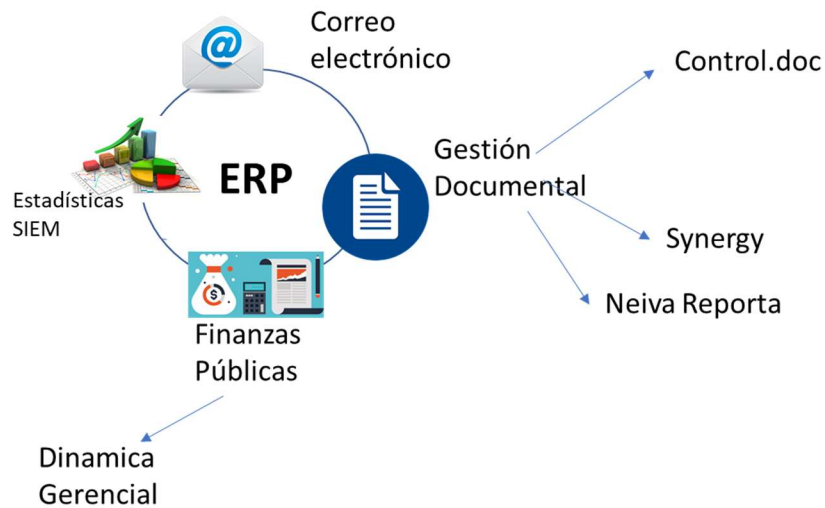 Correo
electrónico
Control.doc
Gestión
Documental
ERP
Estadísticas
SIEM
Synergy
Neiva Reporta
Finanzas
Públicas
Dinamica
Gerencial